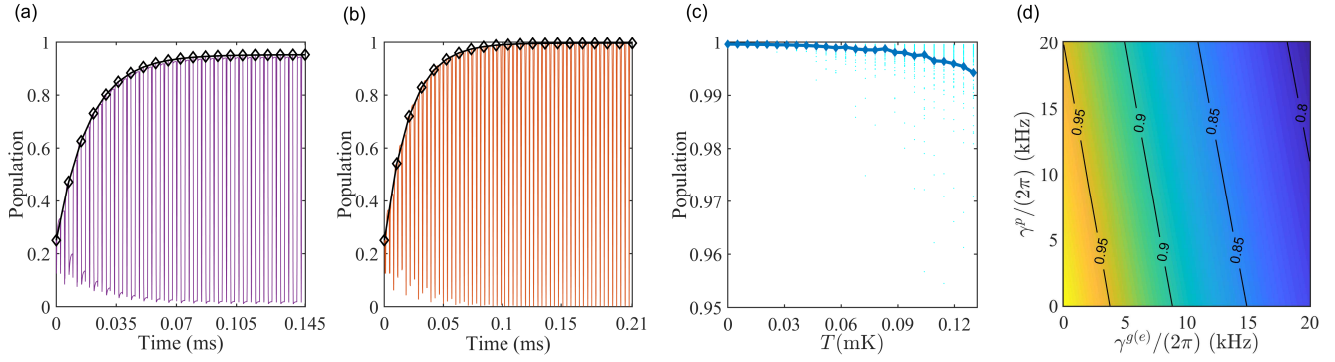 (a)
Population
1
0.8
0.6
0.4
0.2
0
0 0.035 0.07 0.105 0.145
Time (ms)
(b)
Population
1
0.8
0.6
0.4
0.2
0
0 0.05 0.1 0.15 0.21
Time (ms)
(c)
Population
1
0.99
0.98
0.97
0.96
0.95
0 0.03 0.06 0.09 0.12
T(mK)
(d)
γ^p/(2π) (kHz)
20
15
10
5
0
0.95 0.9 0.85 0.8
0.95 0.9 0.85
0 5 10 15 20
γ^{g(e)}/(2π) (kHz)